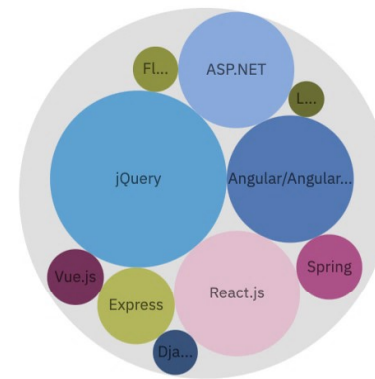 Fl...
ASP.NET
L...
jQuery
Angular/Angular...
Vue.js
Spring
Express
React.js
Dja...